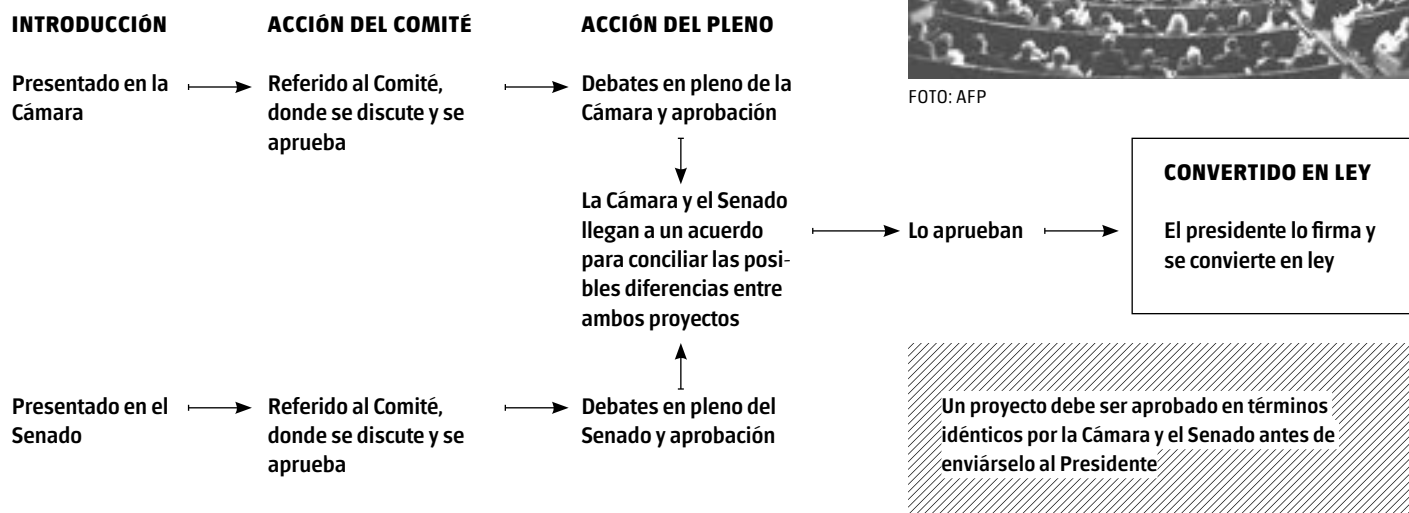 INTRODUCCIÓN
ACCIÓN DEL COMITÉ
ACCIÓN DEL PLENO
FOTO: AFP
Presentado en la
Cámara
Referido al Comité,
donde se discute y se
aprueba
Debates en pleno de la
Cámara y aprobación
La Cámara y el Senado
llegan a un acuerdo
para conciliar las posi-
bles diferencias entre
ambos proyectos
Lo aprueban
CONVERTIDO EN LEY
El presidente lo firma y
se convierte en ley
Presentado en el
Senado
Referido al Comité,
donde se discute y se
aprueba
Debates en pleno del
Senado y aprobación
Un proyecto debe ser aprobado en términos
idénticos por la Cámara y el Senado antes de
enviárselo al Presidente